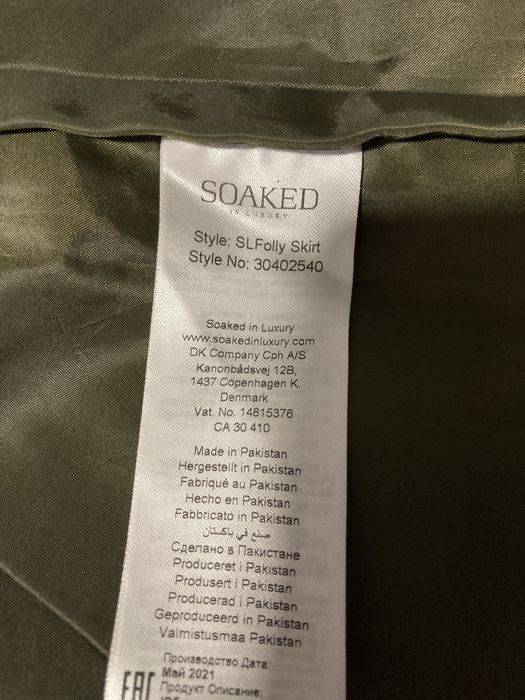 SOAKED
IN LUXURY
Style: SLFolly Skirt
Style No: 30402540
Soaked in Luxury
www.soakedinluxury.com
DK Company Cph A/S
Kanonbådsvej 12B,
1437 Copenhagen K.
Denmark
Vat. No. 14815376
CA 30 410
Made in Pakistan
Hergestellt in Pakistan
Fabriqué au Pakistan
Hecho en Pakistan
Fabbricato in Pakistan
صنع في باكستان
Сделано в Пакистане
Produceret i Pakistan
Produsert i Pakistan
Producerad i Pakistan
Geproduceerd in Pakistan
Valmistusmaa Pakistan
Производство Дата:
Май 2021
EAC Продукт Описание: